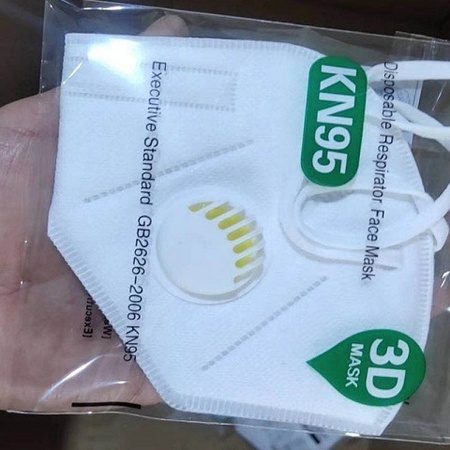 Disposable Respirator Face Mask
KN95
3D
MASK
Executive Standard GB2626-2006 KN95